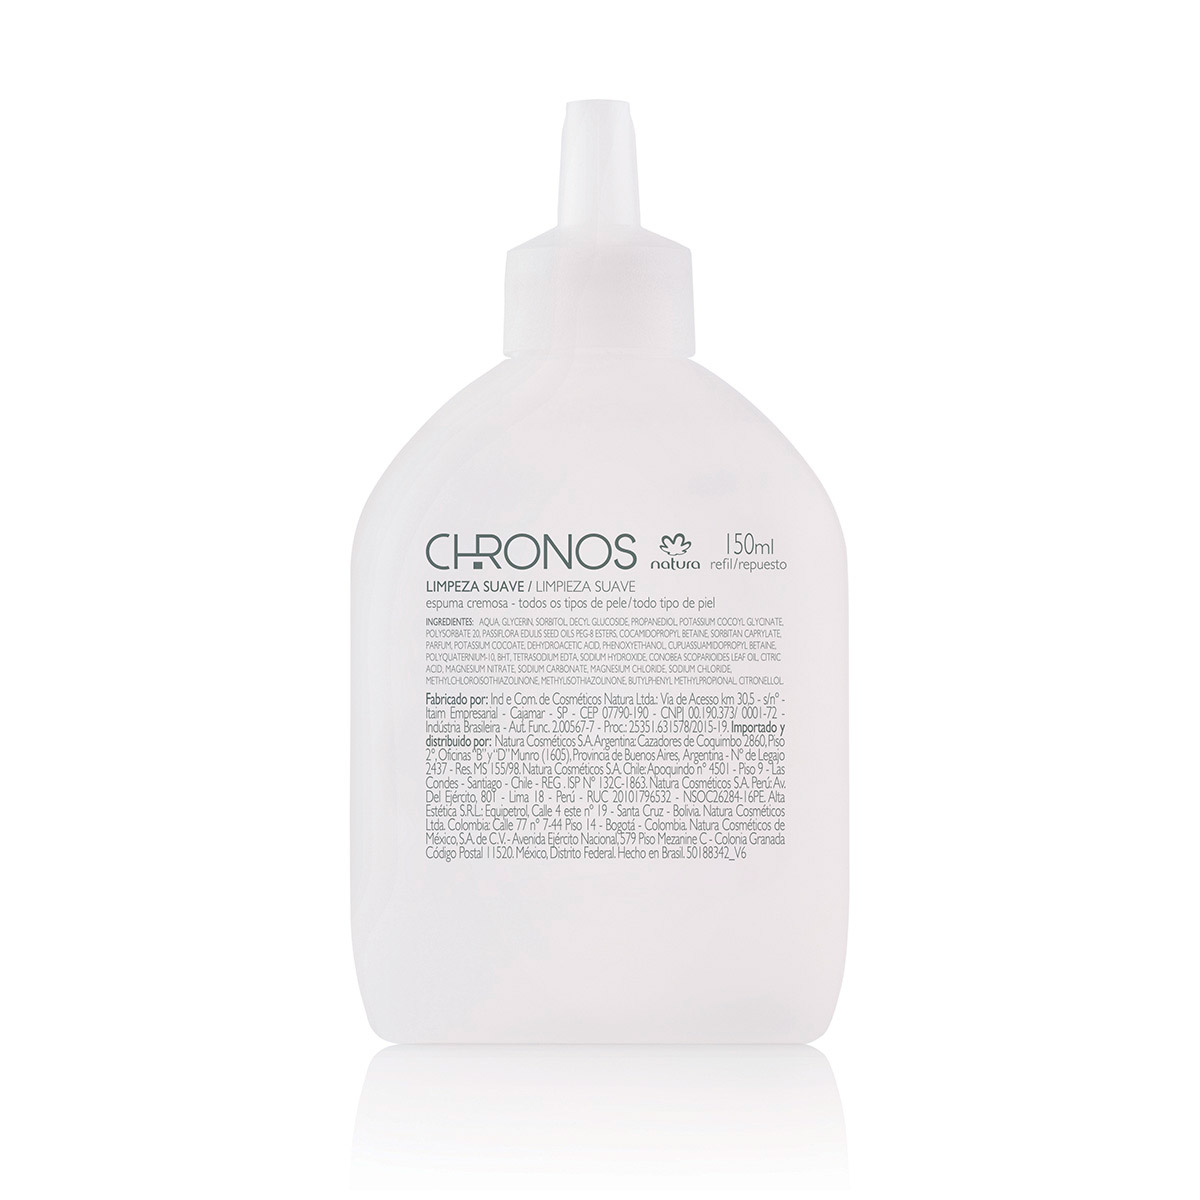 CHRONOS natura 150ml
refil/repuesto
LIMPEZA SUAVE / LIMPIEZA SUAVE
espuma cremosa - todos os tipos de pele/todo tipo de piel
INGREDIENTES: AQUA, GLYCERIN, SORBITOL, DECYL GLUCOSIDE, PROPANEDIOL, POTASSIUM COCOYL GLYCINATE,
POLYSORBATE 20, PASSIFLORA EDULIS SEED OILS PEG-8 ESTERS, COCAMIDOPROPYL BETAINE, SORBITAN CAPRYLATE,
PARFUM, POTASSIUM COCOATE, DEHYDROACETIC ACID, PHENOXYETHANOL, CUPUASSUAMIDOPROPYL BETAINE,
POLYQUATERNIUM-10, BHT, TETRASODIUM EDTA, SODIUM HYDROXIDE, CONOBEA SCOPARIOIDES LEAF OIL, CITRIC
ACID, MAGNESIUM NITRATE, SODIUM CARBONATE, MAGNESIUM CHLORIDE, SODIUM CHLORIDE,
METHYLCHLOROISOTHIAZOLINONE, METHYLISOTHIAZOLINONE, BUTYLPHENYL METHYLPROPIONAL, CITRONELLOL.
Fabricado por: Ind e Com. de Cosméticos Natura Ltda.: Via de Acesso km 30,5 - s/nº -
Itaim Empresarial - Cajamar - SP - CEP 07790-190 - CNPJ 00.190.373/ 0001-72 -
Indústria Brasileira - Aut. Func. 2.00567-7 - Proc.: 25351.631578/2015-19. Importado y
distribuido por: Natura Cosméticos S.A. Argentina: Cazadores de Coquimbo 2860, Piso
2°, Oficinas "B" y "D" Munro (1605), Provincia de Buenos Aires, Argentina - Nº de Legajo
2437 - Res. MS 155/98. Natura Cosméticos S.A. Chile: Apoquindo nº 4501 - Piso 9 - Las
Condes - Santiago - Chile - REG . ISP Nº 132C-1863. Natura Cosméticos S.A. Perú: Av.
Del Ejército, 801 - Lima 18 - Perú - RUC 20101796532 - NSOC26284-16PE. Alta
Estética S.R.L.: Equipetrol, Calle 4 este nº 19 - Santa Cruz - Bolivia. Natura Cosméticos
Ltda. Colombia: Calle 77 nº 7-44 Piso 14 - Bogotá - Colombia. Natura Cosméticos de
México, S.A. de C.V. - Avenida Ejército Nacional, 579 Piso Mezanine C - Colonia Granada
Código Postal 11520. México, Distrito Federal. Hecho en Brasil. 50188342_V6